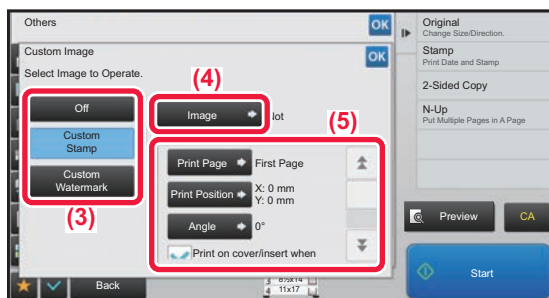 Others
OK
Custom Image
OK
Select Image to Operate.
(4)
Off
Custom
Stamp
Custom
Watermark
(3)
Image
(5)
Print Page
First Page
Print Position
X: 0 mm
Y: 0 mm
Angle
0°
Print on cover/insert when
Back
8½x14
11x17
Original
Change Size/Direction.
Stamp
Print Date and Stamp
2-Sided Copy
N-Up
Put Multiple Pages in A Page
Preview
CA
Start